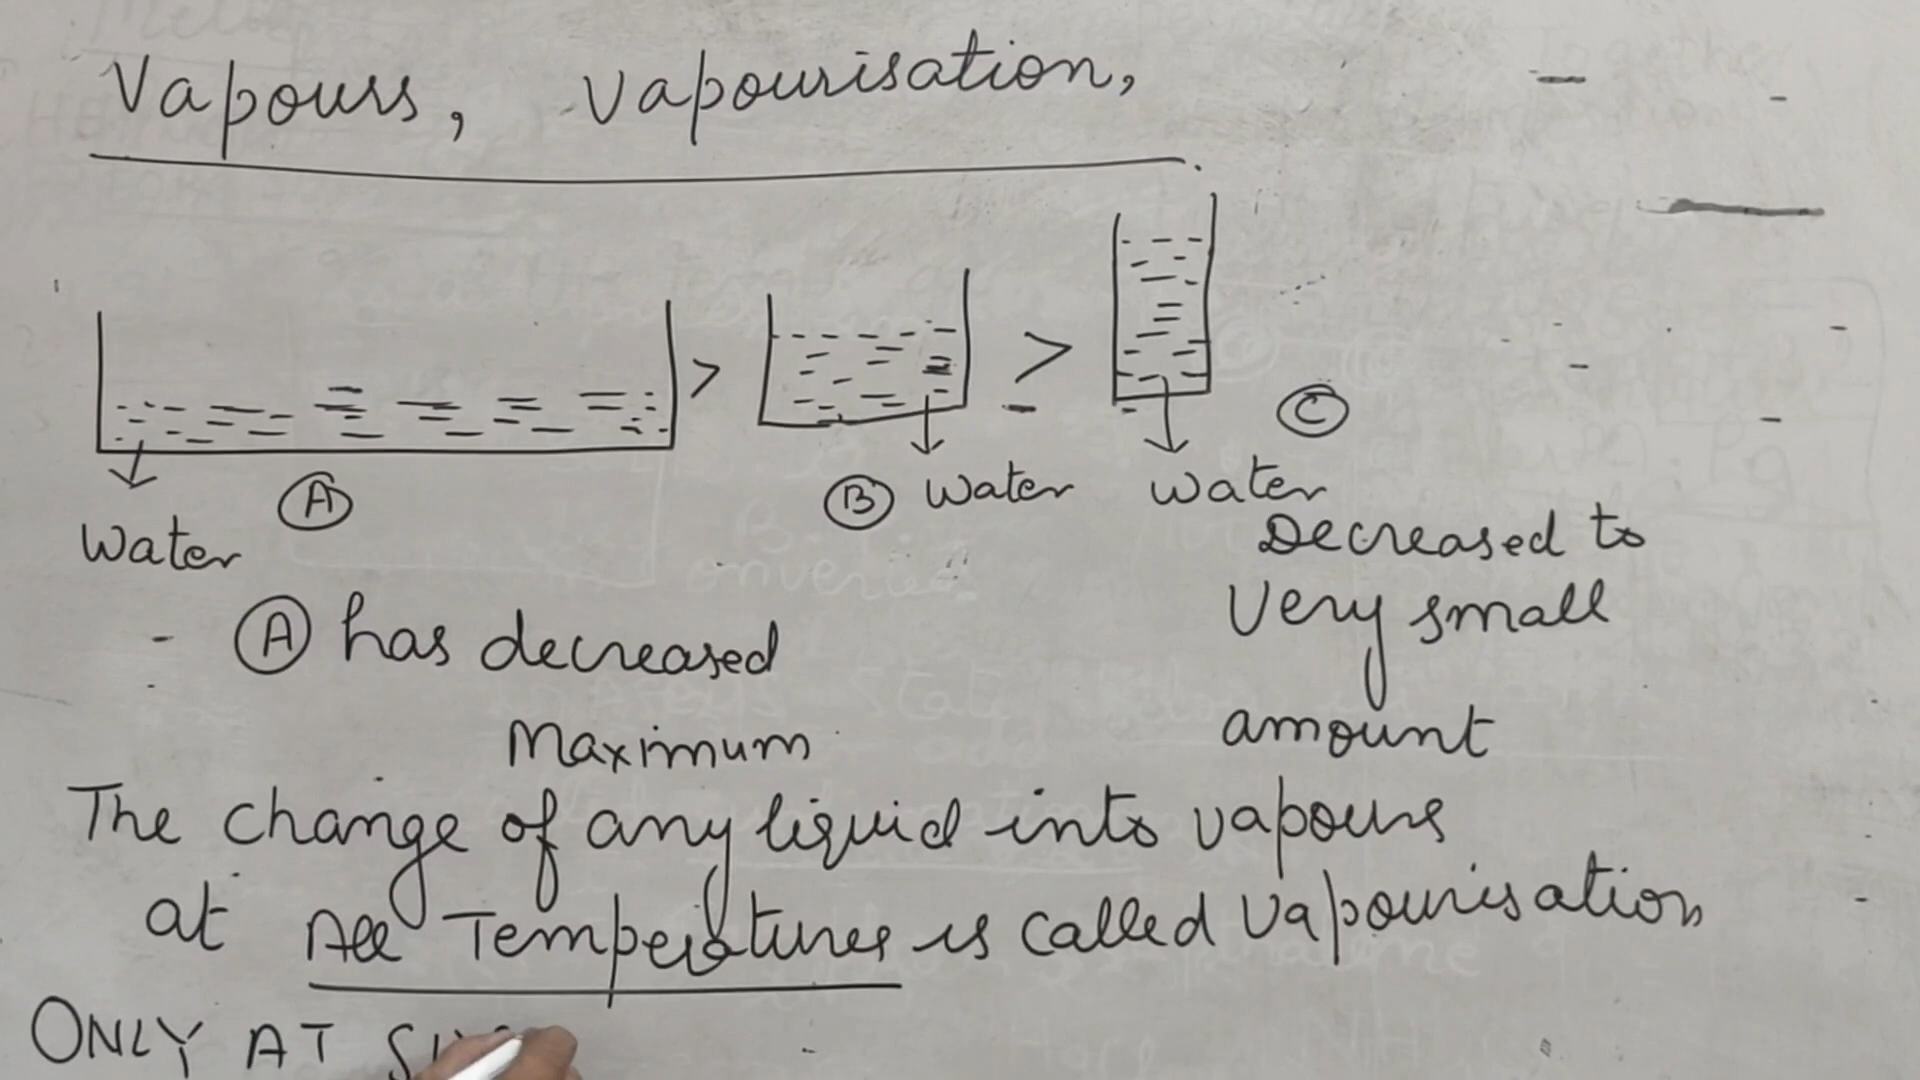 Vapours, vapourisation,
> >
Water A B Water Water C
A has decreased
Maximum
Decreased to
Very small
amount
The change of any liquid into vapours
at All Temperatures is called vapourisation
ONLY AT